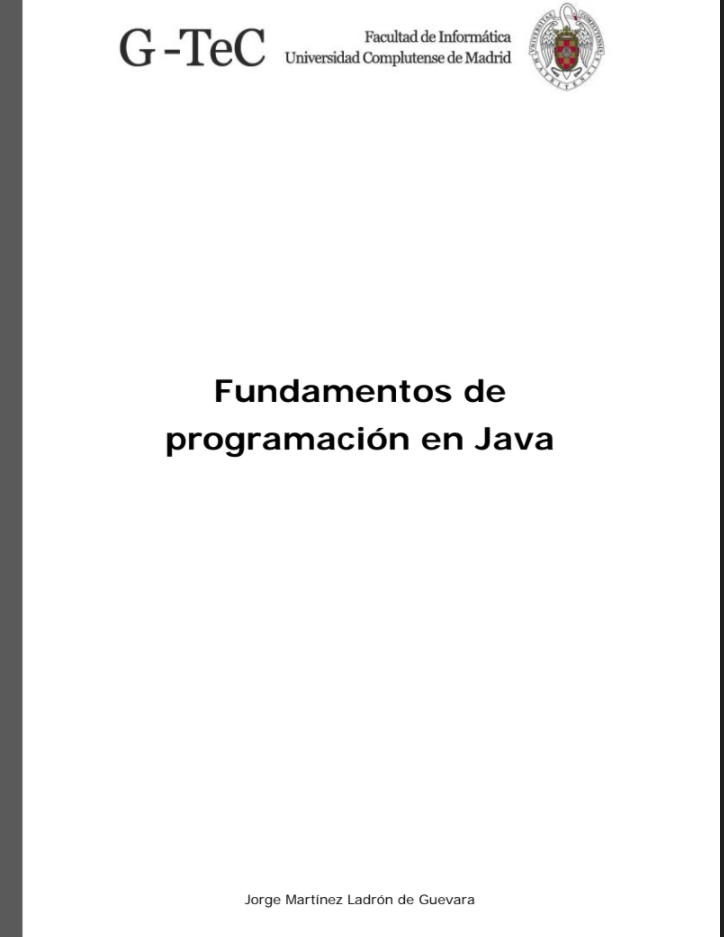 G-TeC
Facultad de Informática
Universidad Complutense de Madrid
Fundamentos de
programación en Java
Jorge Martínez Ladrón de Guevara